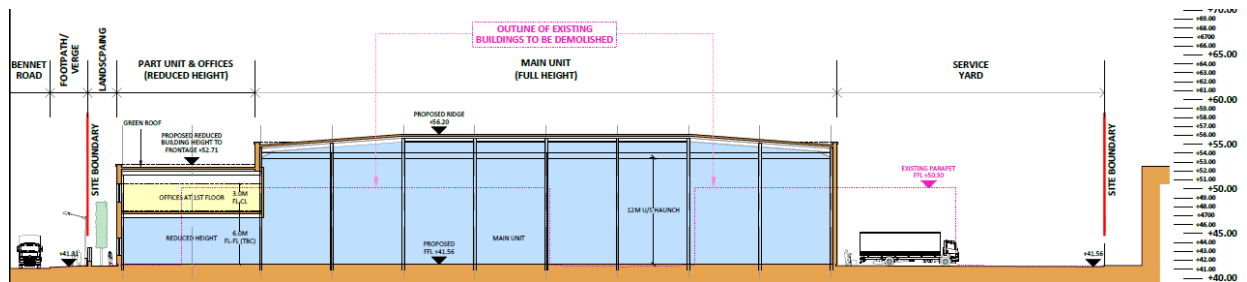 OUTLINE OF EXISTING
BUILDINGS TO BE DEMOLISHED
BENNET
ROAD
FOOTPATH/
VERGE
LANDSCPAING
PART UNIT & OFFICES
(REDUCED HEIGHT)
MAIN UNIT
(FULL HEIGHT)
SERVICE
YARD
GREEN ROOF
PROPOSED REDUCED
BUILDING HEIGHT TO
FRONTAGE +52.71
PROPOSED RIDGE
+56.20
SITE BOUNDARY
SITE BOUNDARY
EXISTING PARAPET
FFL +50.30
OFFICES AT 1ST FLOOR
3.0M
FL-CL
12M U/S HAUNCH
REDUCED HEIGHT
6.0M
FL-FL (TBC)
PROPOSED
FFL +41.56
MAIN UNIT
+41.31
+41.56
+70.00
+69.00
+68.00
+6700
+66.00
+65.00
+64.00
+63.00
+62.00
+61.00
+60.00
+59.00
+58.00
+5700
+56.00
+55.00
+54.00
+53.00
+52.00
+51.00
+50.00
+49.00
+48.00
+4700
+46.00
+45.00
+44.00
+43.00
+42.00
+41.00
+40.00